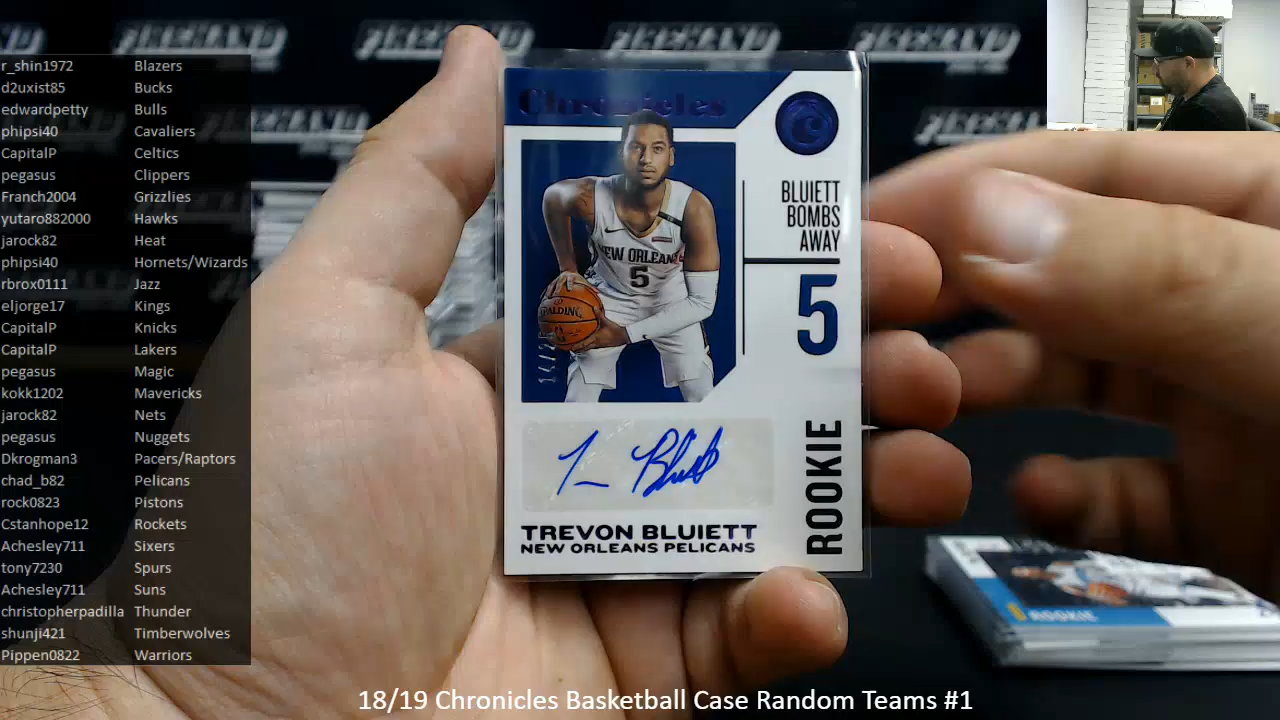 r_shin1972 Blazers
d2uxist85 Bucks
edwardpetty Bulls
phipsi40 Cavaliers
CapitalP Celtics
pegasus Clippers
Franch2004 Grizzlies
yutaro882000 Hawks
jarock82 Heat
phipsi40 Hornets/Wizards
rbrox0111 Jazz
eljorge17 Kings
CapitalP Knicks
CapitalP Lakers
pegasus Magic
kokk1202 Mavericks
jarock82 Nets
pegasus Nuggets
Dkrogman3 Pacers/Raptors
chad_b82 Pelicans
rock0823 Pistons
Cstanhope12 Rockets
Achesley711 Sixers
tony7230 Spurs
Achesley711 Suns
christopherpadilla Thunder
shunji421 Timberwolves
Pippen0822 Warriors
Chronicles
BLUIETT
BOMBS
AWAY
5
NEW ORLEANS
5
SPALDING
ROOKIE
TREVON BLUIETT
NEW ORLEANS PELICANS
ROOKIE
18/19 Chronicles Basketball Case Random Teams #1